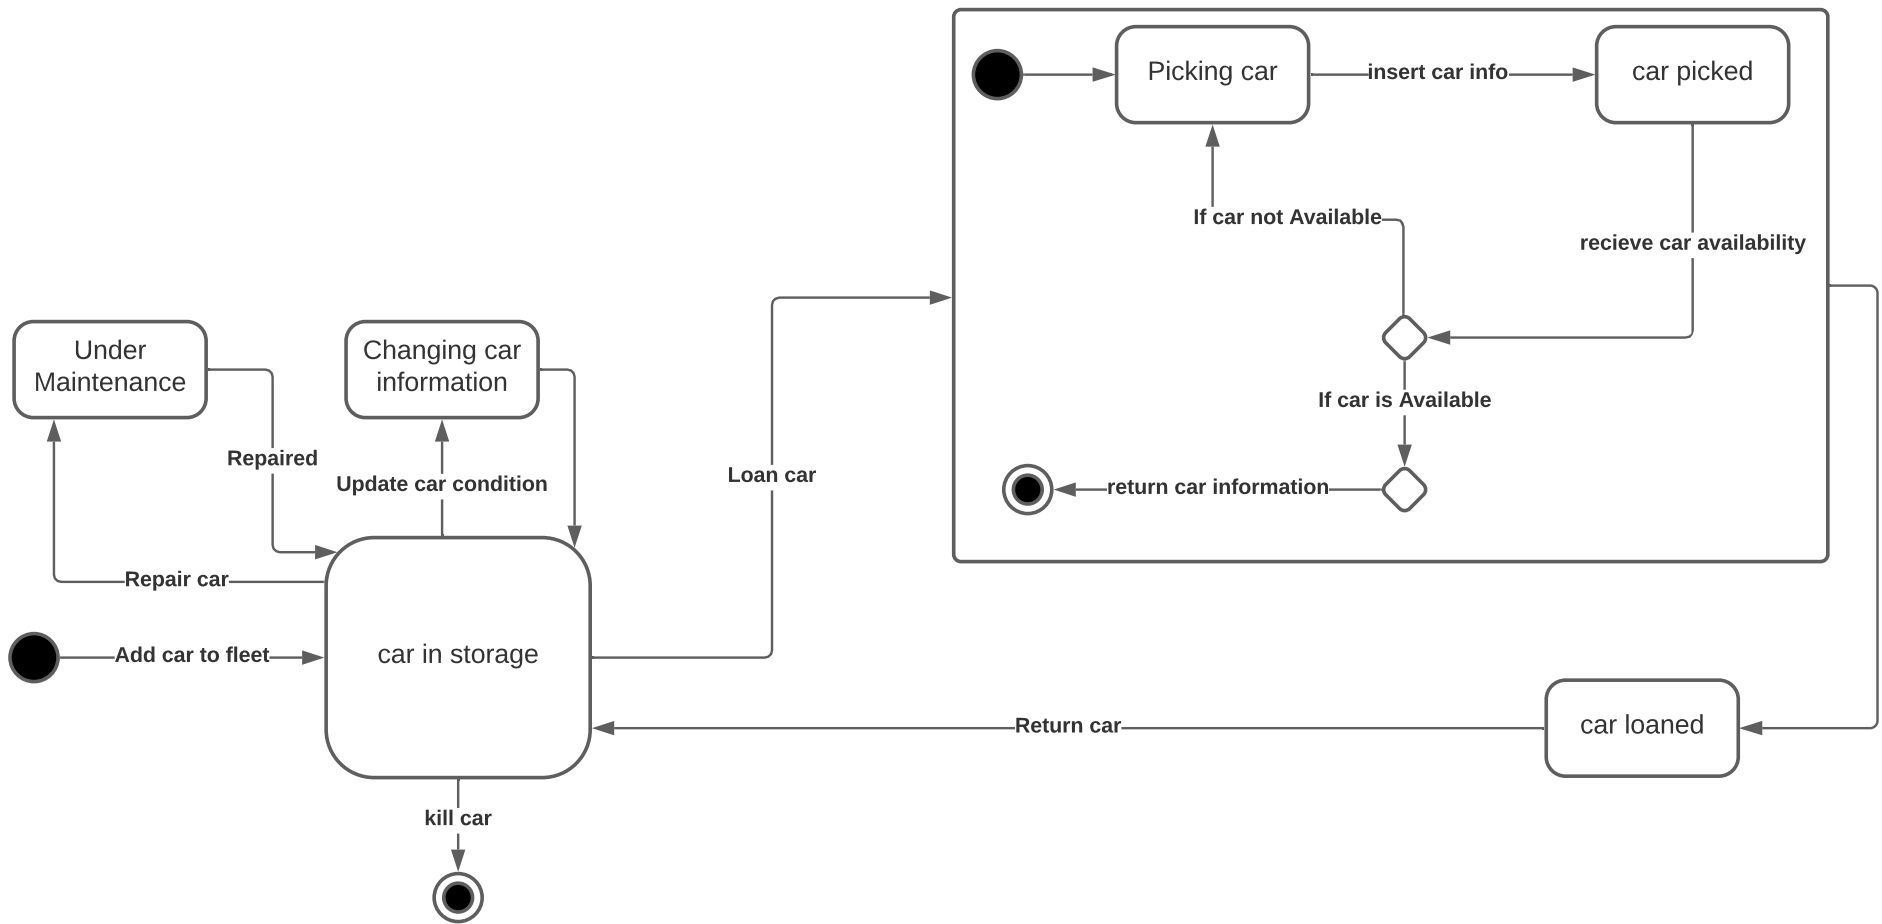 Picking car
insert car info
car picked
If car not Available
recieve car availability
Under
Maintenance
Changing car
information
If car is Available
Repaired
Update car condition
Loan car
return car information
Repair car
Add car to fleet
car in storage
Return car
car loaned
kill car